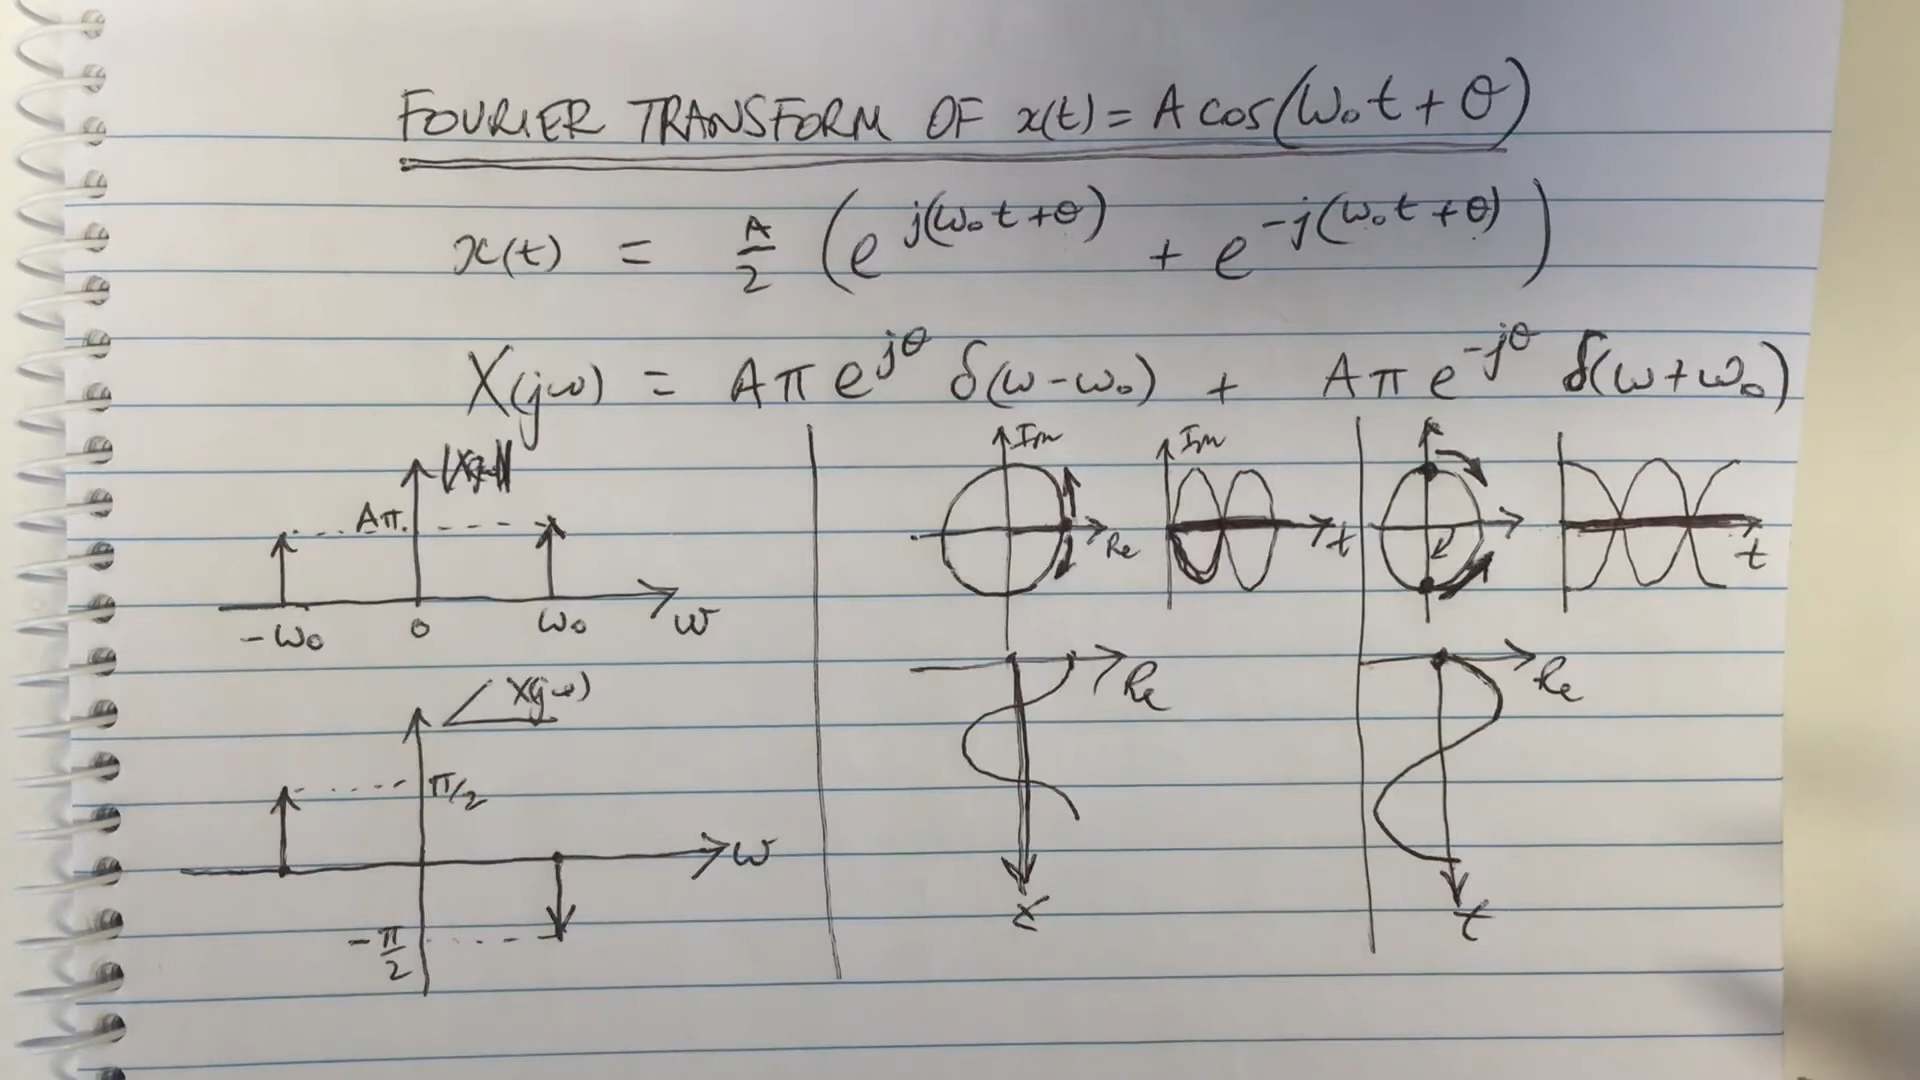 FOURIER TRANSFORM OF x(t) = A cos(ω₀t + θ)
x(t) = A/2 (e^{j(ω₀t+θ)} + e^{-j(ω₀t+θ)})
X(jω) = Aπ e^{jθ} δ(ω-ω₀) + Aπ e^{-jθ} δ(ω+ω₀)
|X(jω)|
Aπ
-ω₀ 0 ω₀ ω
∠X(jω)
π/2
ω
-π/2
Im
Re
Im
t
Re
t
t
Re
t